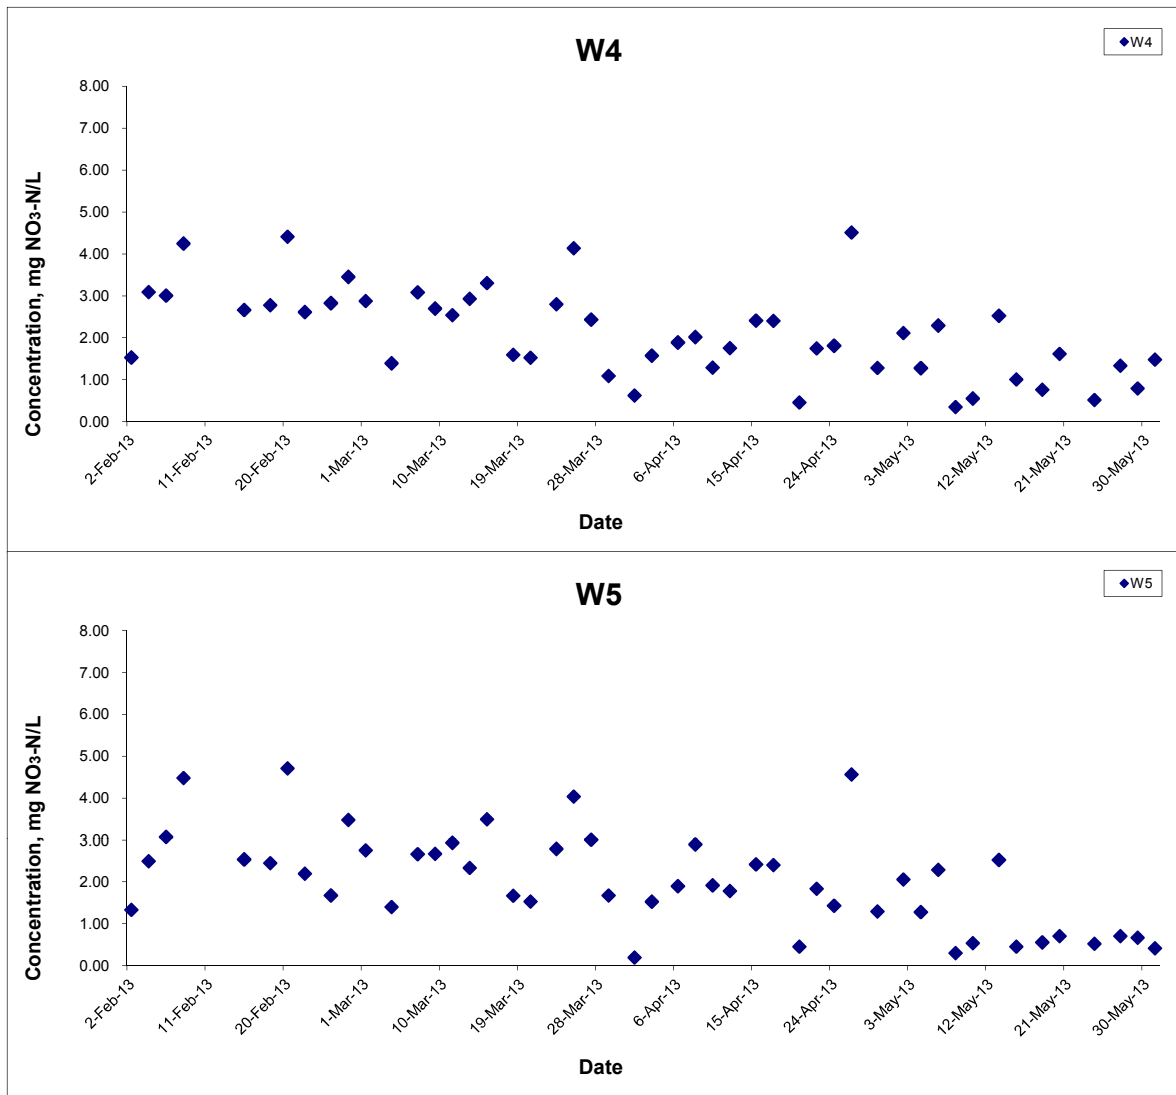 W4
W4
8.00
7.00
6.00
5.00
4.00
3.00
2.00
1.00
0.00
Concentration, mg NO3-N/L
2-Feb-13
11-Feb-13
20-Feb-13
1-Mar-13
10-Mar-13
19-Mar-13
28-Mar-13
6-Apr-13
15-Apr-13
24-Apr-13
3-May-13
12-May-13
21-May-13
30-May-13
Date
W5
W5
8.00
7.00
6.00
5.00
4.00
3.00
2.00
1.00
0.00
Concentration, mg NO3-N/L
2-Feb-13
11-Feb-13
20-Feb-13
1-Mar-13
10-Mar-13
19-Mar-13
28-Mar-13
6-Apr-13
15-Apr-13
24-Apr-13
3-May-13
12-May-13
21-May-13
30-May-13
Date